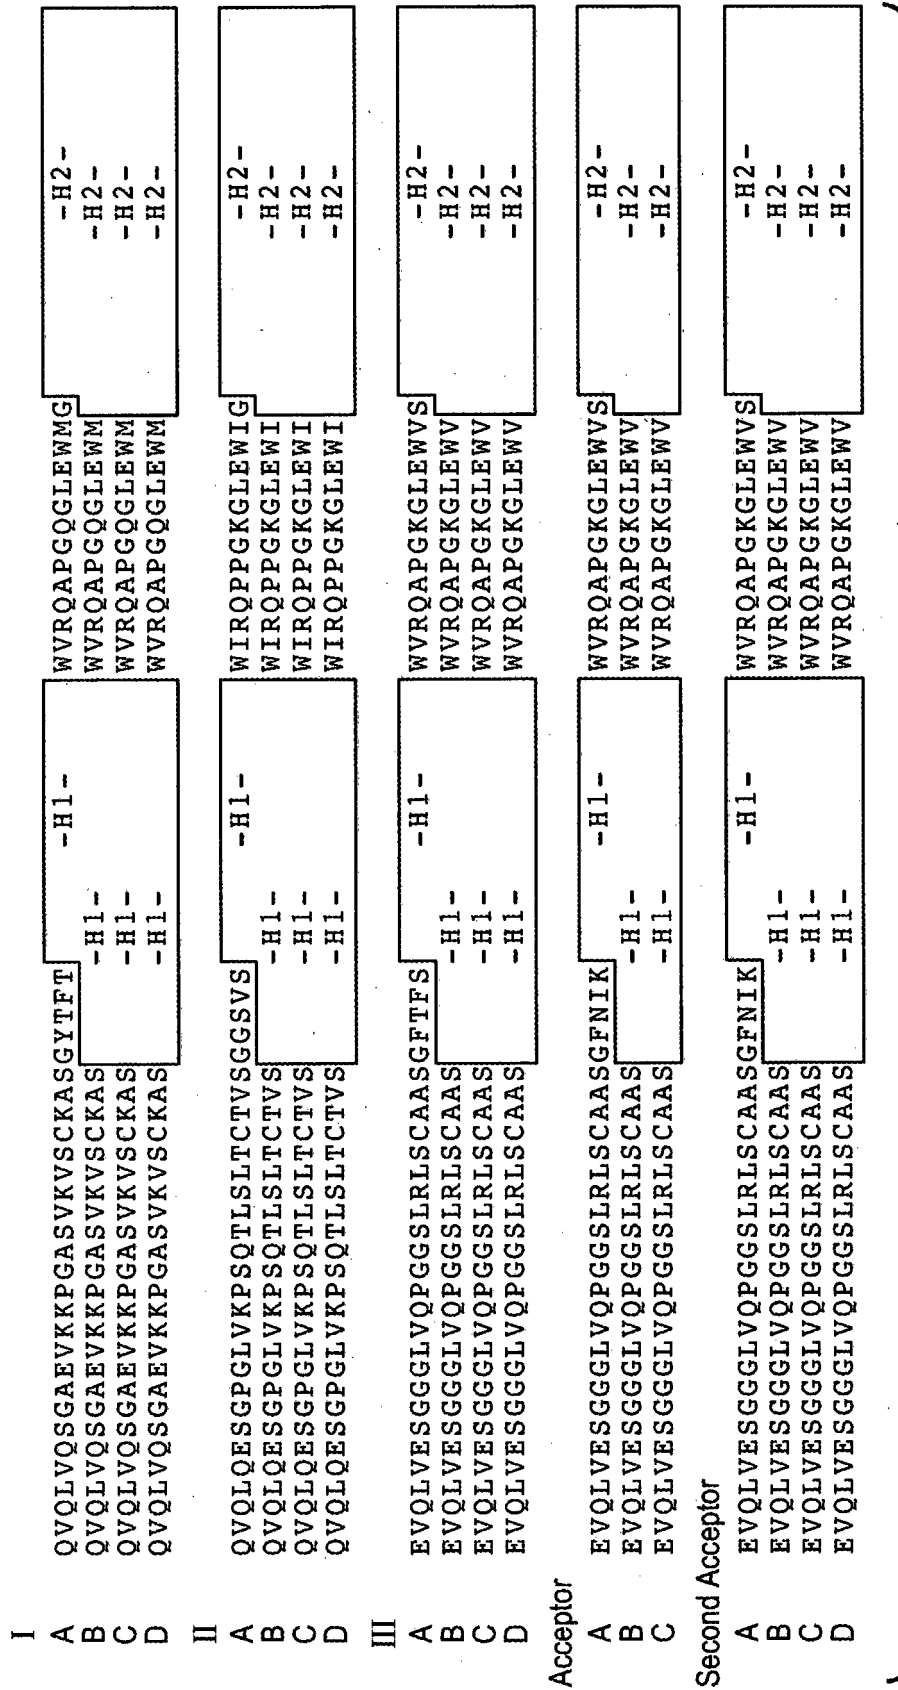 I
A QVQLVQSGAEVKKPGASVKVSCKASGYTFT -H1- WVRQAPGQGLEWMG -H2-
B QVQLVQSGAEVKKPGASVKVSCKAS -H1- WVRQAPGQGLEWM -H2-
C QVQLVQSGAEVKKPGASVKVSCKAS -H1- WVRQAPGQGLEWM -H2-
D QVQLVQSGAEVKKPGASVKVSCKAS -H1- WVRQAPGQGLEWM -H2-
II
A QVQLQESGPGLVKPSQTLSLTCTVSGGSVS -H1- WIRQPPGKGLEWIG -H2-
B QVQLQESGPGLVKPSQTLSLTCTVS -H1- WIRQPPGKGLEWI -H2-
C QVQLQESGPGLVKPSQTLSLTCTVS -H1- WIRQPPGKGLEWI -H2-
D QVQLQESGPGLVKPSQTLSLTCTVS -H1- WIRQPPGKGLEWI -H2-
III
A EVQLVESGGGLVQPGGSLRLSCAASGFTFS -H1- WVRQAPGKGLEWVS -H2-
B EVQLVESGGGLVQPGGSLRLSCAAS -H1- WVRQAPGKGLEWV -H2-
C EVQLVESGGGLVQPGGSLRLSCAAS -H1- WVRQAPGKGLEWV -H2-
D EVQLVESGGGLVQPGGSLRLSCAAS -H1- WVRQAPGKGLEWV -H2-
Acceptor
A EVQLVESGGGLVQPGGSLRLSCAASGFNIK -H1- WVRQAPGKGLEWVS -H2-
B EVQLVESGGGLVQPGGSLRLSCAAS -H1- WVRQAPGKGLEWV -H2-
C EVQLVESGGGLVQPGGSLRLSCAAS -H1- WVRQAPGKGLEWV -H2-
Second Acceptor
A EVQLVESGGGLVQPGGSLRLSCAASGFNIK -H1- WVRQAPGKGLEWVS -H2-
B EVQLVESGGGLVQPGGSLRLSCAAS -H1- WVRQAPGKGLEWV -H2-
C EVQLVESGGGLVQPGGSLRLSCAAS -H1- WVRQAPGKGLEWV -H2-
D EVQLVESGGGLVQPGGSLRLSCAAS -H1- WVRQAPGKGLEWV -H2-